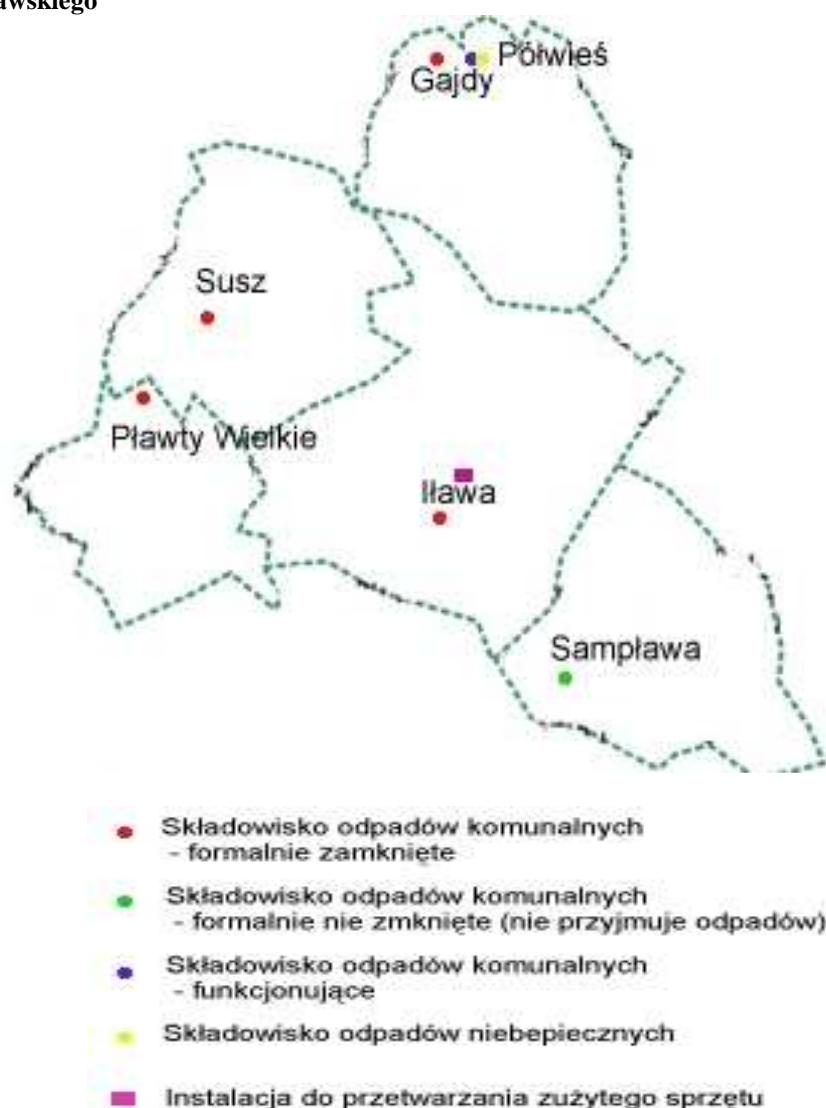 awskiego
Półwieś
Gajdy
Susz
Pławty Wielkie
Iława
Sampława
Składowisko odpadów komunalnych
- formalnie zamknięte
Składowisko odpadów komunalnych
- formalnie nie zmknięte (nie przyjmuje odpadów)
Składowisko odpadów komunalnych
- funkcjonujące
Składowisko odpadów niebepiecznych
Instalacja do przetwarzania zużytego sprzętu